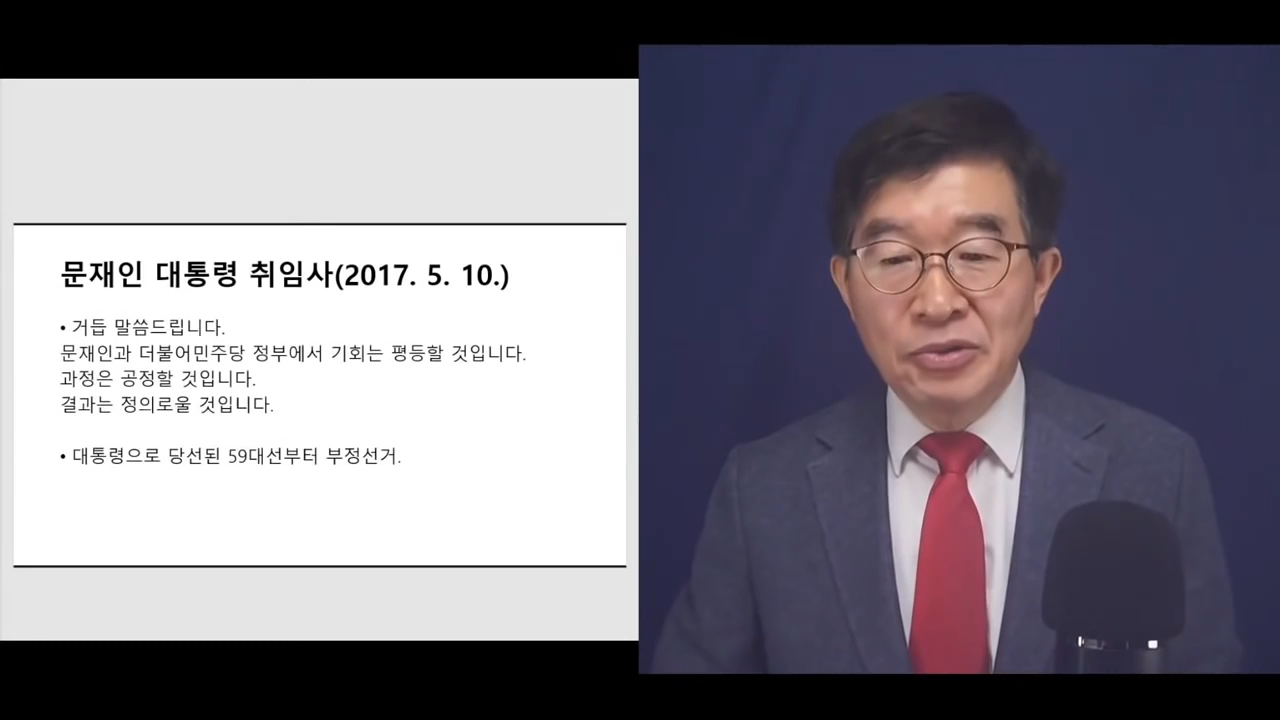 문재인 대통령 취임사(2017. 5. 10.)
• 거듭 말씀드립니다.
문재인과 더불어민주당 정부에서 기회는 평등할 것입니다.
과정은 공정할 것입니다.
결과는 정의로울 것입니다.
• 대통령으로 당선된 59대선부터 부정선거.